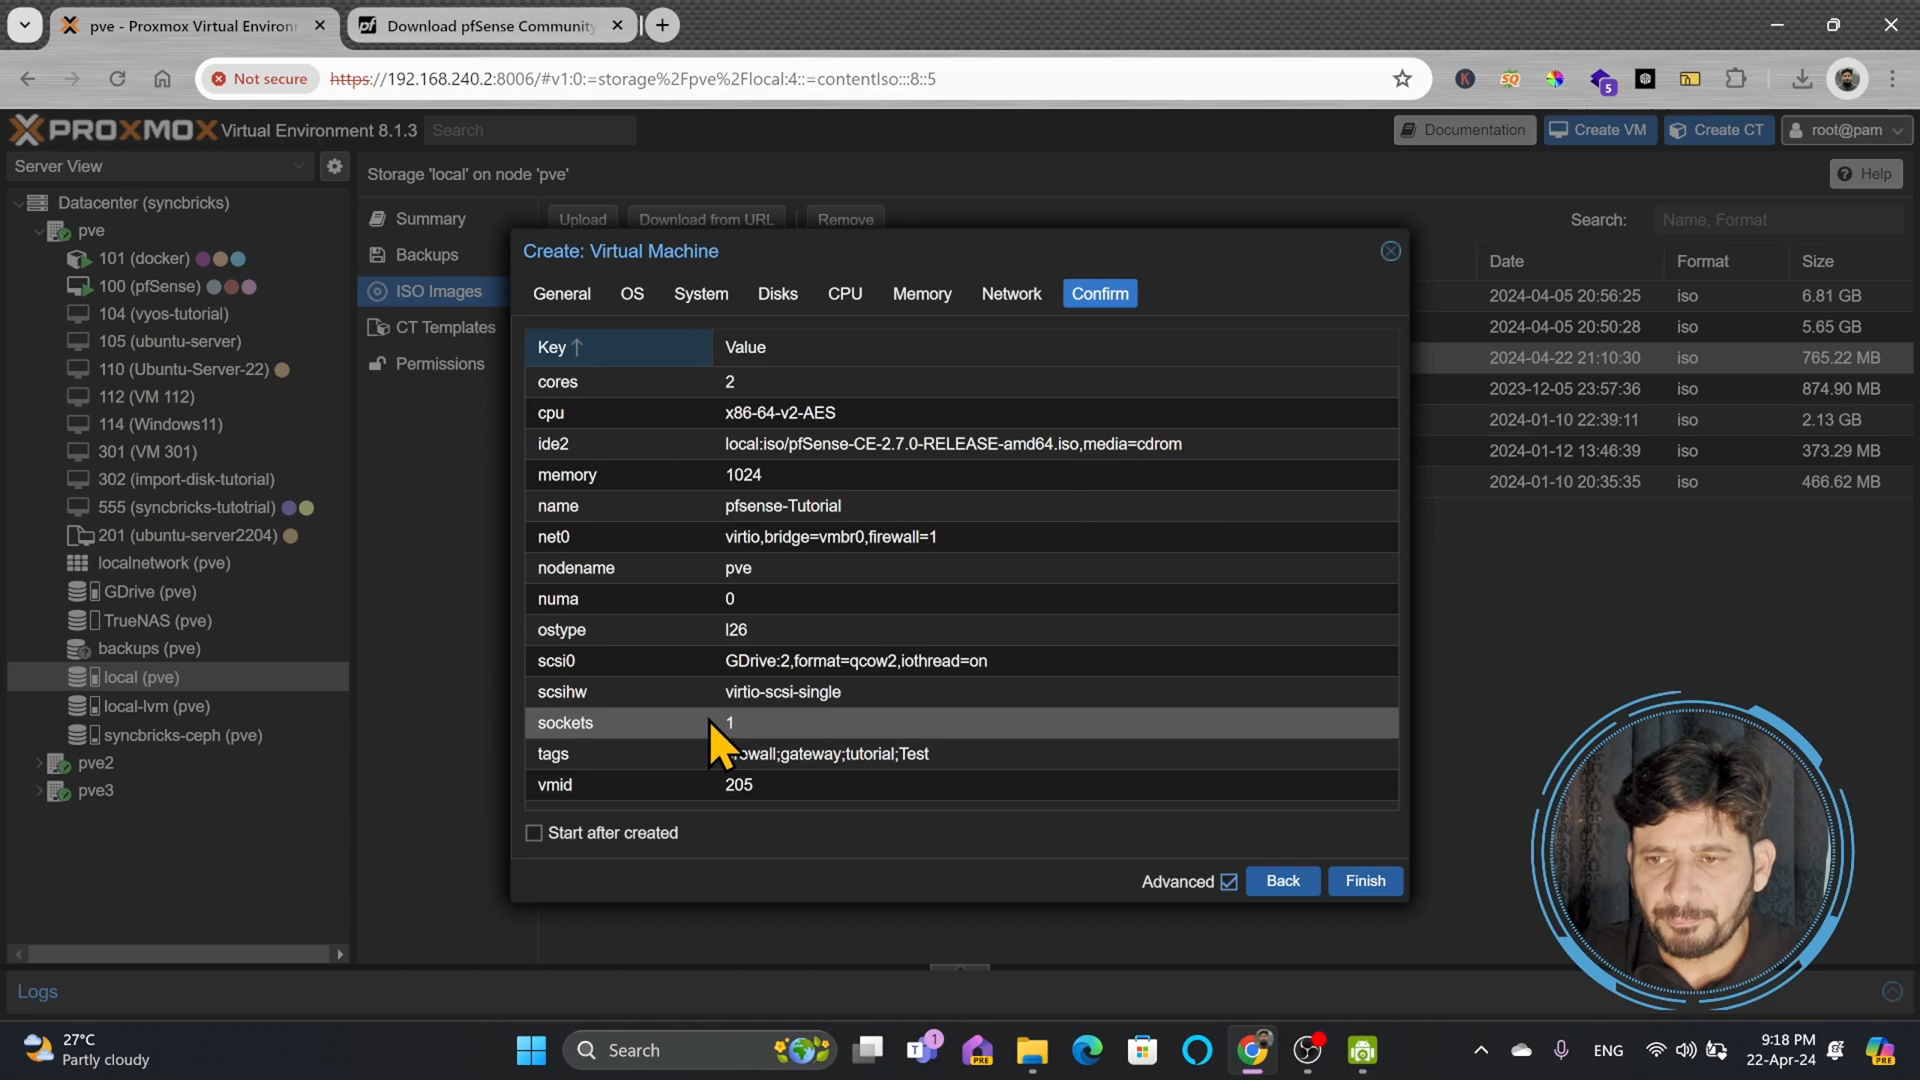 pve - Proxmox Virtual Environ
Download pfSense Community
Not secure
https://192.168.240.2:8006/#v1:0:=storage%2Fpve%2Flocal:4::=contentIso:::8::5
5
PROXMOX Virtual Environment 8.1.3
Search
Documentation
Create VM
Create CT
root@pam
Server View
Storage 'local' on node 'pve'
Help
Datacenter (syncbricks)
pve
101 (docker)
100 (pfSense)
104 (vyos-tutorial)
105 (ubuntu-server)
110 (Ubuntu-Server-22)
112 (VM 112)
114 (Windows11)
301 (VM 301)
302 (import-disk-tutorial)
555 (syncbricks-tutotrial)
201 (ubuntu-server2204)
localnetwork (pve)
GDrive (pve)
TrueNAS (pve)
backups (pve)
local (pve)
local-lvm (pve)
syncbricks-ceph (pve)
pve2
pve3
Summary
Backups
ISO Images
CT Templates
Permissions
Upload
Download from URL
Remove
Search:
Name, Format
Date Format Size
2024-04-05 20:56:25 iso 6.81 GB
2024-04-05 20:50:28 iso 5.65 GB
2024-04-22 21:10:30 iso 765.22 MB
2023-12-05 23:57:36 iso 874.90 MB
2024-01-10 22:39:11 iso 2.13 GB
2024-01-12 13:46:39 iso 373.29 MB
2024-01-10 20:35:35 iso 466.62 MB
Create: Virtual Machine
General OS System Disks CPU Memory Network Confirm
Key Value
cores 2
cpu x86-64-v2-AES
ide2 local:iso/pfSense-CE-2.7.0-RELEASE-amd64.iso,media=cdrom
memory 1024
name pfsense-Tutorial
net0 virtio,bridge=vmbr0,firewall=1
nodename pve
numa 0
ostype l26
scsi0 GDrive:2,format=qcow2,iothread=on
scsihw virtio-scsi-single
sockets 1
tags ewall;gateway;tutorial;Test
vmid 205
Start after created
Advanced
Back
Finish
Logs
27°C
Partly cloudy
Search
1
PRE
ENG
9:18 PM
22-Apr-24
PRE